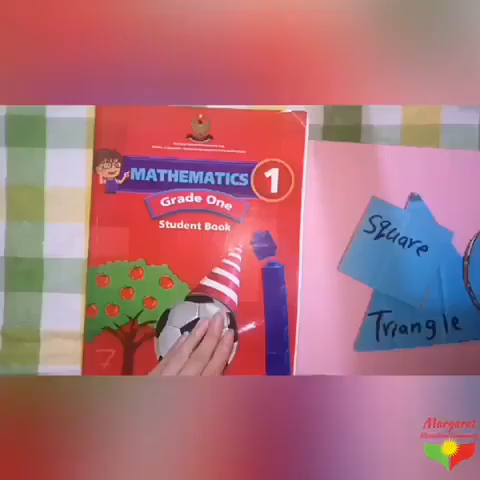 MATHEMATICS 1
Grade One
Student Book
Square
Triangle
Margaret